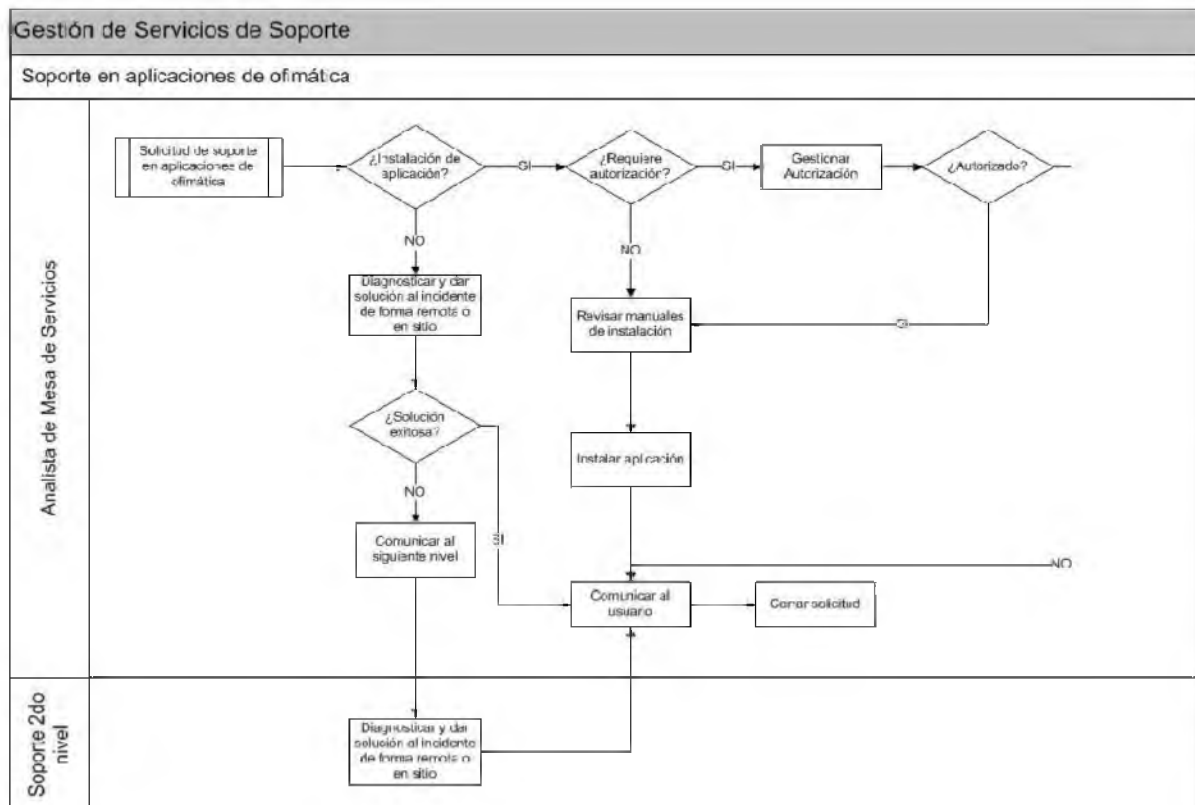 Gestión de Servicios de Soporte
Soporte en aplicaciones de ofimática
Analista de Mesa de Servicios
Solicitud de soporte
en aplicaciones de
ofimática
¿Instalación de
aplicación?
SI
¿Requiere
autorización?
SI
Gestionar
Autorización
¿Autorizado?
NO
NO
Diagnosticar y dar
solución al incidente
de forma remota o
en sitio
Revisar manuales
de instalación
SI
¿Solución
exitosa?
Instalar aplicación
NO
Comunicar al
siguiente nivel
SI
NO
Comunicar al
usuario
Cerrar solicitud
Soporte 2do
nivel
Diagnosticar y dar
solución al incidente
de forma remota o
en sitio